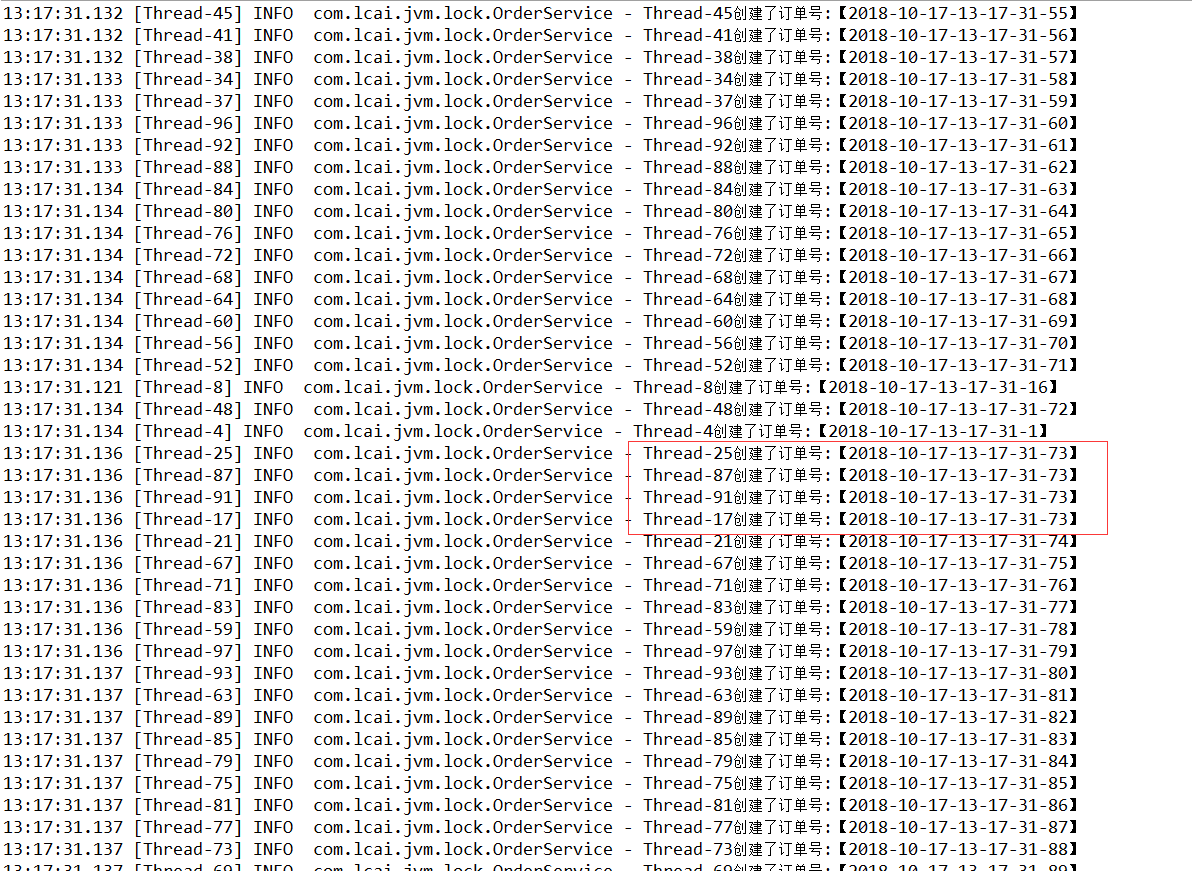 13:17:31.132 [Thread-45] INFO  com.lcai.jvm.lock.OrderService - Thread-45创建了订单号:【2018-10-17-13-17-31-55】
13:17:31.132 [Thread-41] INFO  com.lcai.jvm.lock.OrderService - Thread-41创建了订单号:【2018-10-17-13-17-31-56】
13:17:31.132 [Thread-38] INFO  com.lcai.jvm.lock.OrderService - Thread-38创建了订单号:【2018-10-17-13-17-31-57】
13:17:31.133 [Thread-34] INFO  com.lcai.jvm.lock.OrderService - Thread-34创建了订单号:【2018-10-17-13-17-31-58】
13:17:31.133 [Thread-37] INFO  com.lcai.jvm.lock.OrderService - Thread-37创建了订单号:【2018-10-17-13-17-31-59】
13:17:31.133 [Thread-96] INFO  com.lcai.jvm.lock.OrderService - Thread-96创建了订单号:【2018-10-17-13-17-31-60】
13:17:31.133 [Thread-92] INFO  com.lcai.jvm.lock.OrderService - Thread-92创建了订单号:【2018-10-17-13-17-31-61】
13:17:31.133 [Thread-88] INFO  com.lcai.jvm.lock.OrderService - Thread-88创建了订单号:【2018-10-17-13-17-31-62】
13:17:31.134 [Thread-84] INFO  com.lcai.jvm.lock.OrderService - Thread-84创建了订单号:【2018-10-17-13-17-31-63】
13:17:31.134 [Thread-80] INFO  com.lcai.jvm.lock.OrderService - Thread-80创建了订单号:【2018-10-17-13-17-31-64】
13:17:31.134 [Thread-76] INFO  com.lcai.jvm.lock.OrderService - Thread-76创建了订单号:【2018-10-17-13-17-31-65】
13:17:31.134 [Thread-72] INFO  com.lcai.jvm.lock.OrderService - Thread-72创建了订单号:【2018-10-17-13-17-31-66】
13:17:31.134 [Thread-68] INFO  com.lcai.jvm.lock.OrderService - Thread-68创建了订单号:【2018-10-17-13-17-31-67】
13:17:31.134 [Thread-64] INFO  com.lcai.jvm.lock.OrderService - Thread-64创建了订单号:【2018-10-17-13-17-31-68】
13:17:31.134 [Thread-60] INFO  com.lcai.jvm.lock.OrderService - Thread-60创建了订单号:【2018-10-17-13-17-31-69】
13:17:31.134 [Thread-56] INFO  com.lcai.jvm.lock.OrderService - Thread-56创建了订单号:【2018-10-17-13-17-31-70】
13:17:31.134 [Thread-52] INFO  com.lcai.jvm.lock.OrderService - Thread-52创建了订单号:【2018-10-17-13-17-31-71】
13:17:31.121 [Thread-8] INFO  com.lcai.jvm.lock.OrderService - Thread-8创建了订单号:【2018-10-17-13-17-31-16】
13:17:31.134 [Thread-48] INFO  com.lcai.jvm.lock.OrderService - Thread-48创建了订单号:【2018-10-17-13-17-31-72】
13:17:31.134 [Thread-4] INFO  com.lcai.jvm.lock.OrderService - Thread-4创建了订单号:【2018-10-17-13-17-31-1】
13:17:31.136 [Thread-25] INFO  com.lcai.jvm.lock.OrderService - Thread-25创建了订单号:【2018-10-17-13-17-31-73】
13:17:31.136 [Thread-87] INFO  com.lcai.jvm.lock.OrderService - Thread-87创建了订单号:【2018-10-17-13-17-31-73】
13:17:31.136 [Thread-91] INFO  com.lcai.jvm.lock.OrderService - Thread-91创建了订单号:【2018-10-17-13-17-31-73】
13:17:31.136 [Thread-17] INFO  com.lcai.jvm.lock.OrderService - Thread-17创建了订单号:【2018-10-17-13-17-31-73】
13:17:31.136 [Thread-21] INFO  com.lcai.jvm.lock.OrderService - Thread-21创建了订单号:【2018-10-17-13-17-31-74】
13:17:31.136 [Thread-67] INFO  com.lcai.jvm.lock.OrderService - Thread-67创建了订单号:【2018-10-17-13-17-31-75】
13:17:31.136 [Thread-71] INFO  com.lcai.jvm.lock.OrderService - Thread-71创建了订单号:【2018-10-17-13-17-31-76】
13:17:31.136 [Thread-83] INFO  com.lcai.jvm.lock.OrderService - Thread-83创建了订单号:【2018-10-17-13-17-31-77】
13:17:31.136 [Thread-59] INFO  com.lcai.jvm.lock.OrderService - Thread-59创建了订单号:【2018-10-17-13-17-31-78】
13:17:31.136 [Thread-97] INFO  com.lcai.jvm.lock.OrderService - Thread-97创建了订单号:【2018-10-17-13-17-31-79】
13:17:31.137 [Thread-93] INFO  com.lcai.jvm.lock.OrderService - Thread-93创建了订单号:【2018-10-17-13-17-31-80】
13:17:31.137 [Thread-63] INFO  com.lcai.jvm.lock.OrderService - Thread-63创建了订单号:【2018-10-17-13-17-31-81】
13:17:31.137 [Thread-89] INFO  com.lcai.jvm.lock.OrderService - Thread-89创建了订单号:【2018-10-17-13-17-31-82】
13:17:31.137 [Thread-85] INFO  com.lcai.jvm.lock.OrderService - Thread-85创建了订单号:【2018-10-17-13-17-31-83】
13:17:31.137 [Thread-79] INFO  com.lcai.jvm.lock.OrderService - Thread-79创建了订单号:【2018-10-17-13-17-31-84】
13:17:31.137 [Thread-75] INFO  com.lcai.jvm.lock.OrderService - Thread-75创建了订单号:【2018-10-17-13-17-31-85】
13:17:31.137 [Thread-81] INFO  com.lcai.jvm.lock.OrderService - Thread-81创建了订单号:【2018-10-17-13-17-31-86】
13:17:31.137 [Thread-77] INFO  com.lcai.jvm.lock.OrderService - Thread-77创建了订单号:【2018-10-17-13-17-31-87】
13:17:31.137 [Thread-73] INFO  com.lcai.jvm.lock.OrderService - Thread-73创建了订单号:【2018-10-17-13-17-31-88】
13:17:31.137 [Thread-69] INFO  com.lcai.jvm.lock.OrderService - Thread-69创建了订单号:【2018-10-17-13-17-31-89】